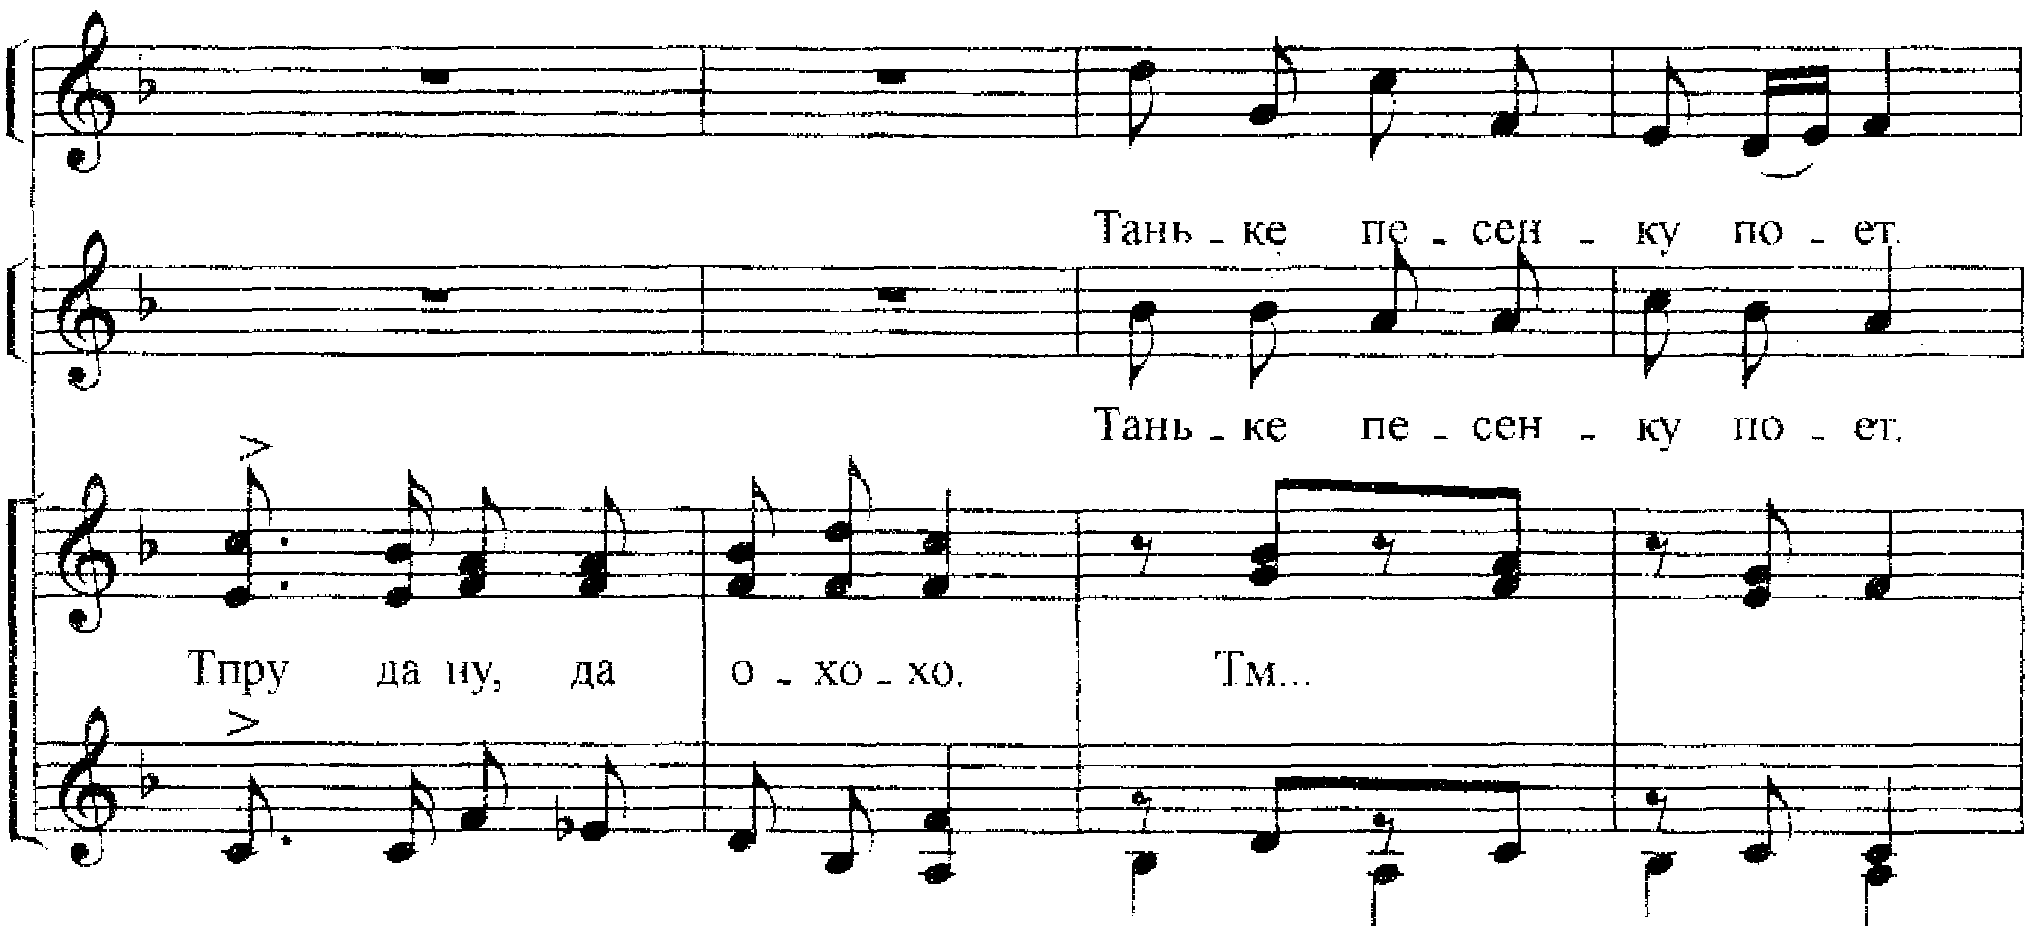 Тань - ке пе - сен - ку по - ет.
Тань - ке пе - сен - ку по - ет.
Тпру да ну, да о - хо - хо. Тм...